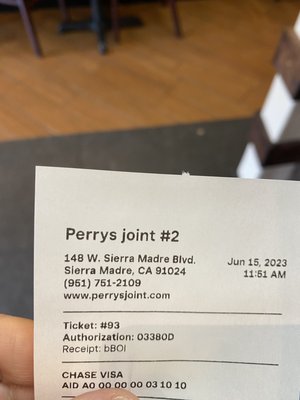 Perrys joint #2
148 W. Sierra Madre Blvd.
Sierra Madre, CA 91024
(951) 751-2109
www.perrysjoint.com
Jun 15, 2023
11:51 AM
Ticket: #93
Authorization: 03380D
Receipt: bBOI
CHASE VISA
AID A0 00 00 00 03 10 10